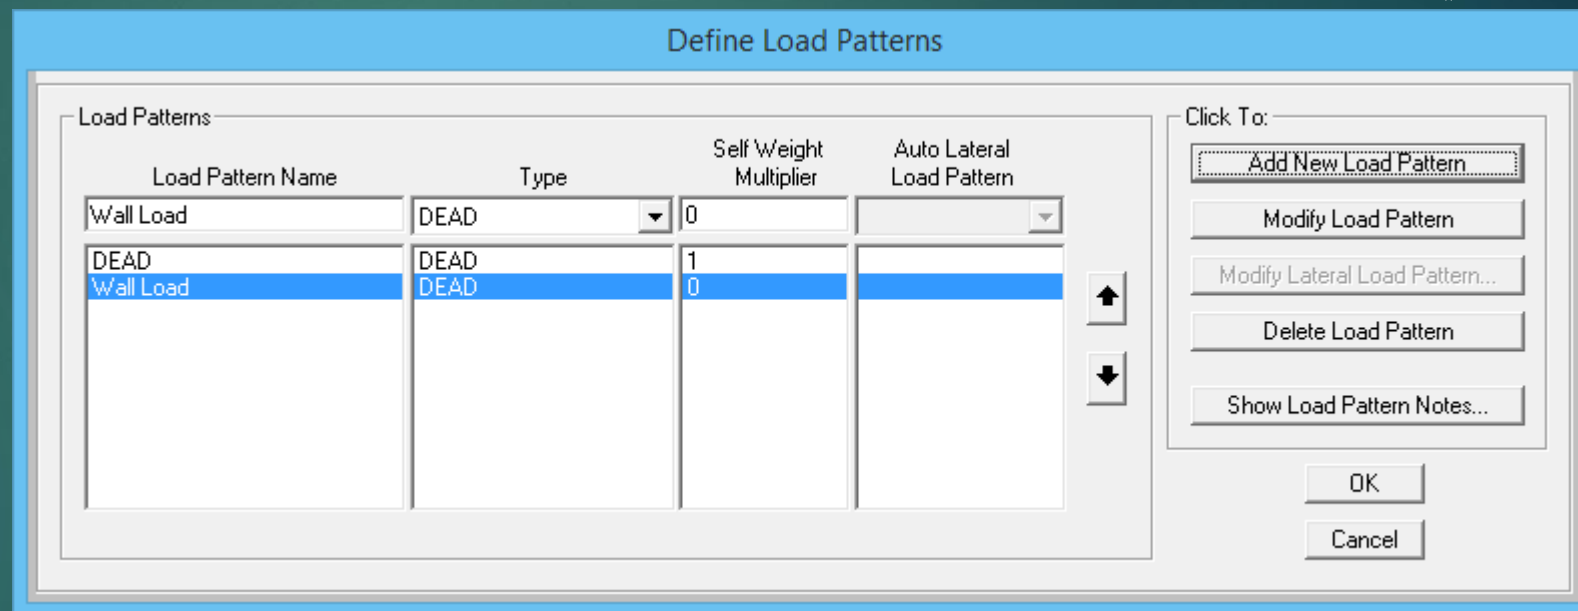 Define Load Patterns
Load Patterns
Click To:
Load Pattern Name
Type
Self Weight
Multiplier
Auto Lateral
Load Pattern
Wall Load DEAD 0
DEAD DEAD 1
Wall Load DEAD 0
Add New Load Pattern
Modify Load Pattern
Modify Lateral Load Pattern...
Delete Load Pattern
Show Load Pattern Notes...
OK
Cancel